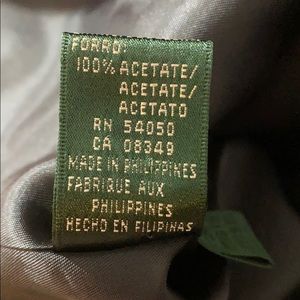 FORRO:
100% ACETATE/
ACETATE/
ACETATO
RN 54050
CA 08349
MADE IN PHILIPPINES
FABRIQUE AUX
PHILIPPINES
HECHO EN FILIPINAS